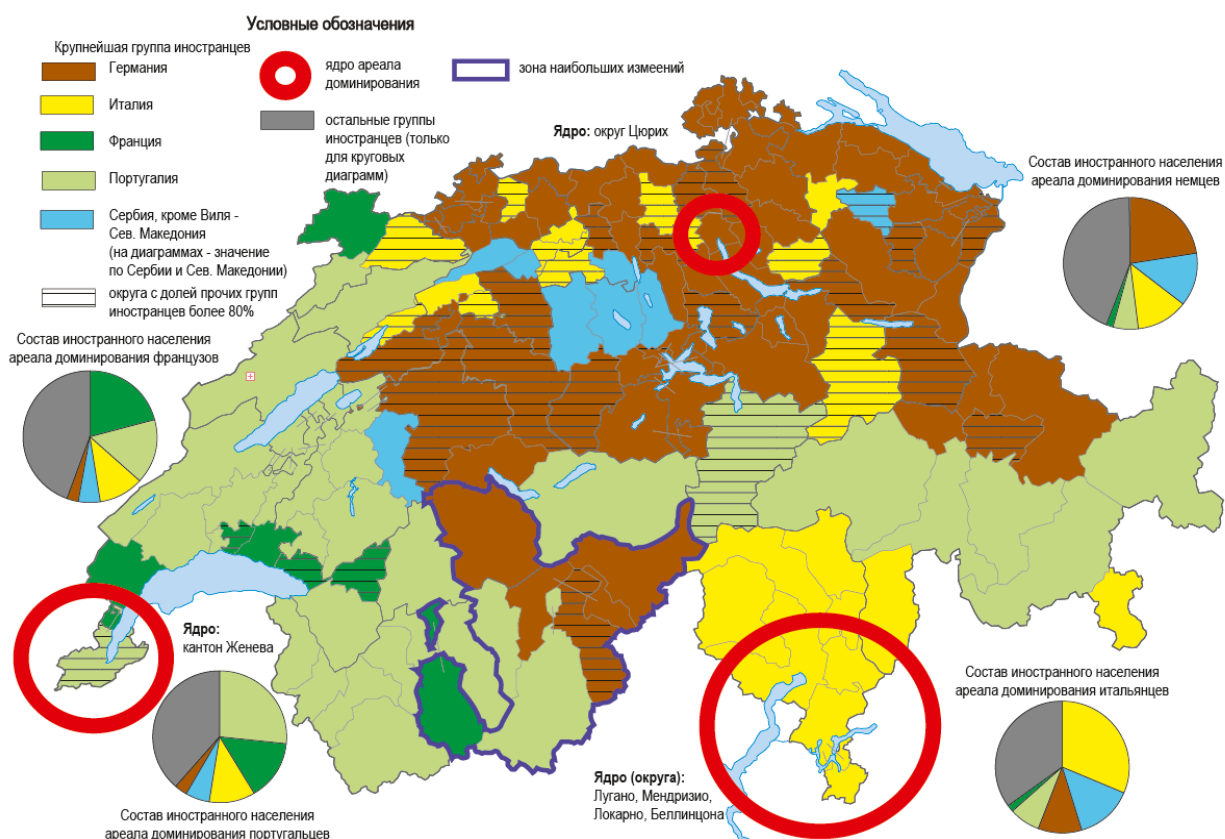 Условные обозначения
Крупнейшая группа иностранцев
Германия
Италия
Франция
Португалия
Сербия, кроме Виля -
Сев. Македония
(на диаграммах - значение
по Сербии и Сев. Македонии)
округа с долей прочих групп
иностранцев более 80%
ядро ареала
доминирования
остальные группы
иностранцев (только
для круговых
диаграмм)
зона наибольших измеений
Ядро: округ Цюрих
Состав иностранного населения
ареала доминирования немцев
Состав иностранного населения
ареала доминирования французов
Ядро:
кантон Женева
Состав иностранного населения
ареала доминирования португальцев
Ядро (округа):
Лугано, Мендризио,
Локарно, Беллинцона
Состав иностранного населения
ареала доминирования итальянцев